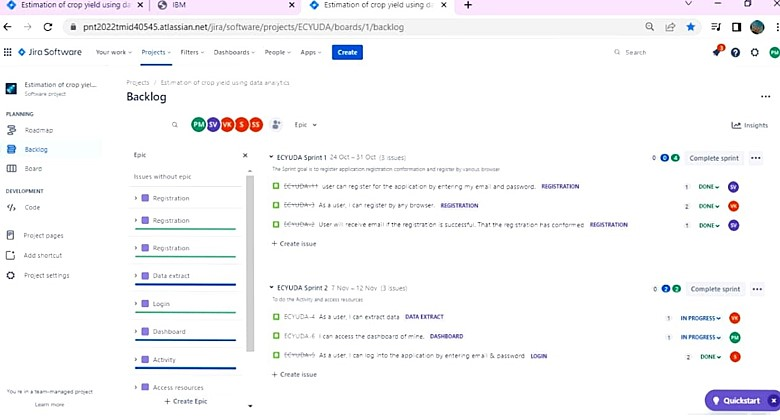 Estimation of crop yield using dat
IBM
Estimation of crop yield using dat
pnt2022tmid40545.atlassian.net/jira/software/projects/ECYUDA/boards/1/backlog
Jira Software
Your work
Projects
Filters
Dashboards
People
Apps
Create
Search
3
PM
Estimation of crop yiel...
Software project
PLANNING
Roadmap
Backlog
Board
DEVELOPMENT
Code
Project pages
Add shortcut
Project settings
You're in a team-managed project
Learn more
Projects / Estimation of crop yield using data analytics
Backlog
PM SV VK S SS
Epic
Insights
Epic
Issues without epic
Registration
Registration
Registration
Data extract
Login
Dashboard
Activity
Access resources
+ Create Epic
ECYUDA Sprint 1 24 Oct – 31 Oct (3 issues)
0 0 4 Complete sprint
The Sprint goal is to register application registration conformation and register by various browser
user can register for the application by entering my email and password. REGISTRATION 1 DONE SV
ECYUDA-3 As a user, I can register by any browser. REGISTRATION 2 DONE VK
ECYUDA-2 User will receive email if the registration is successful. That the registration has conformed REGISTRATION 1 DONE SV
+ Create issue
ECYUDA Sprint 2 7 Nov – 12 Nov (3 issues)
0 2 2 Complete sprint
To do the Activity and access resources
ECYUDA-4 As a user, I can extract data DATA EXTRACT 1 IN PROGRESS VK
ECYUDA-6 I can access the dashboard of mine. DASHBOARD 1 IN PROGRESS PM
ECYUDA-5 As a user, I can log into the application by entering email & password. LOGIN 2 DONE S
+ Create issue
Quickstart